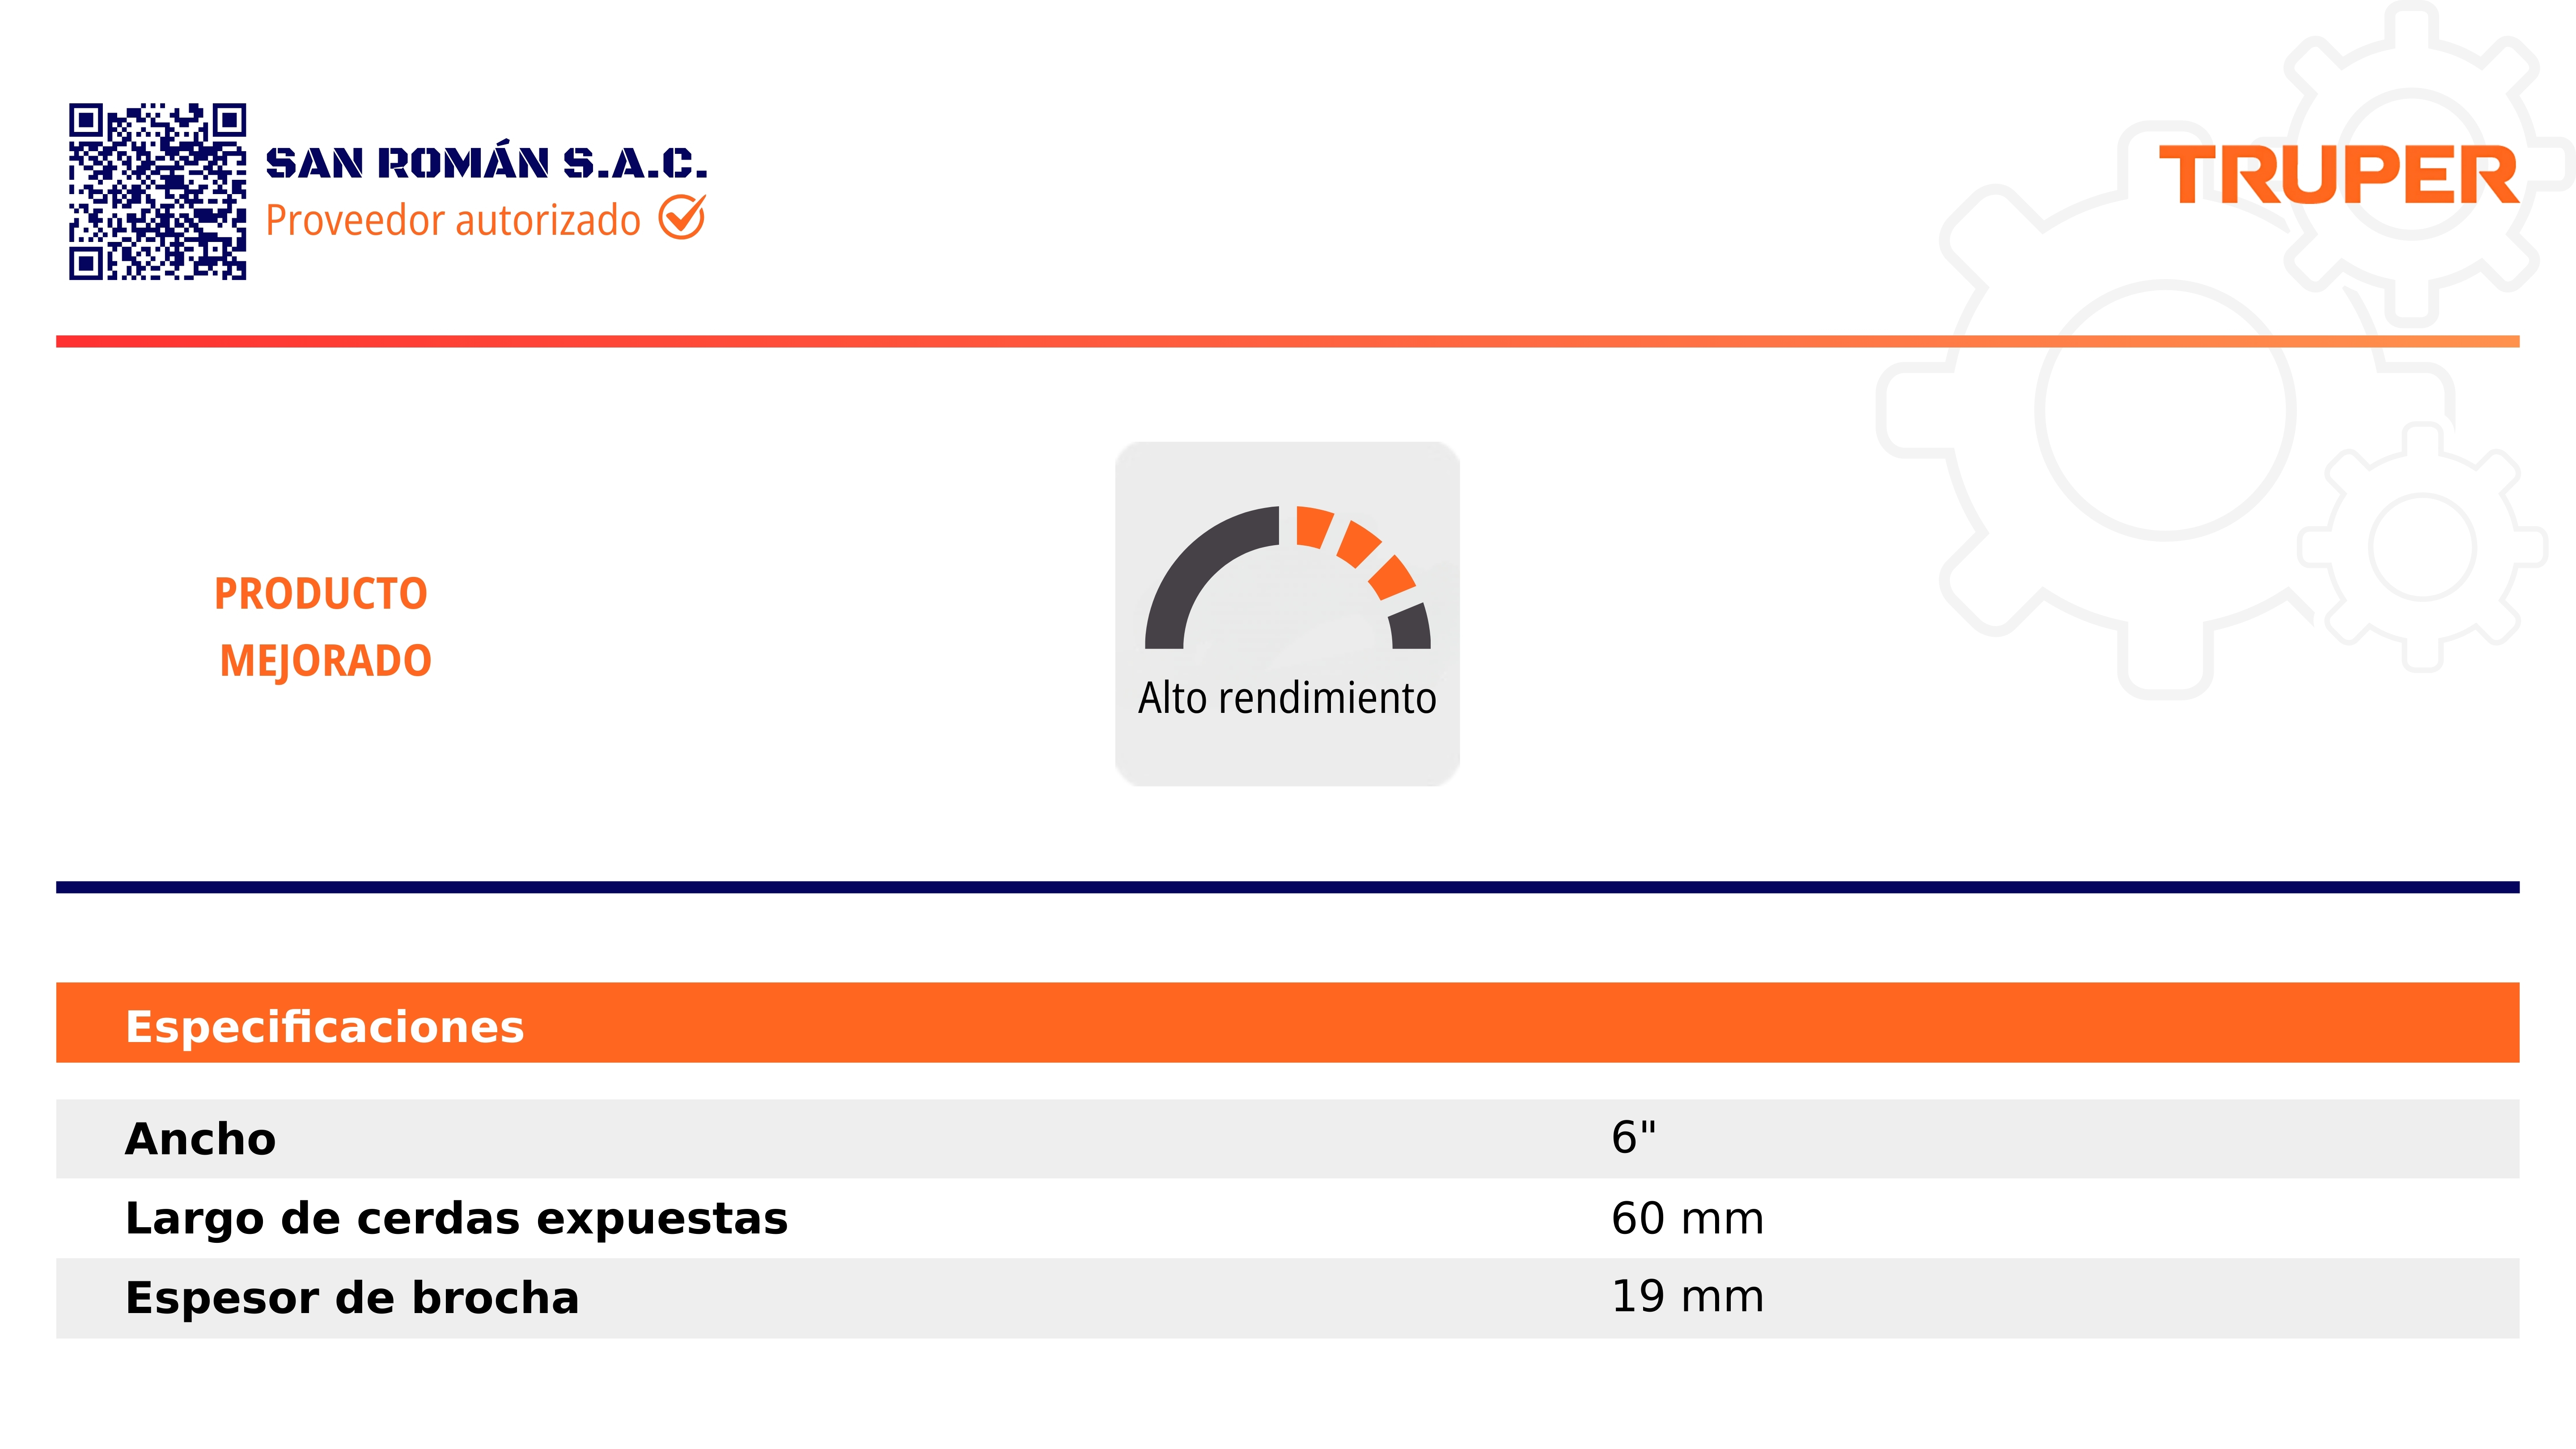 SAN ROMÁN S.A.C.
Proveedor autorizado
TRUPER
PRODUCTO
MEJORADO
Alto rendimiento
Especificaciones
Ancho 6"
Largo de cerdas expuestas 60 mm
Espesor de brocha 19 mm